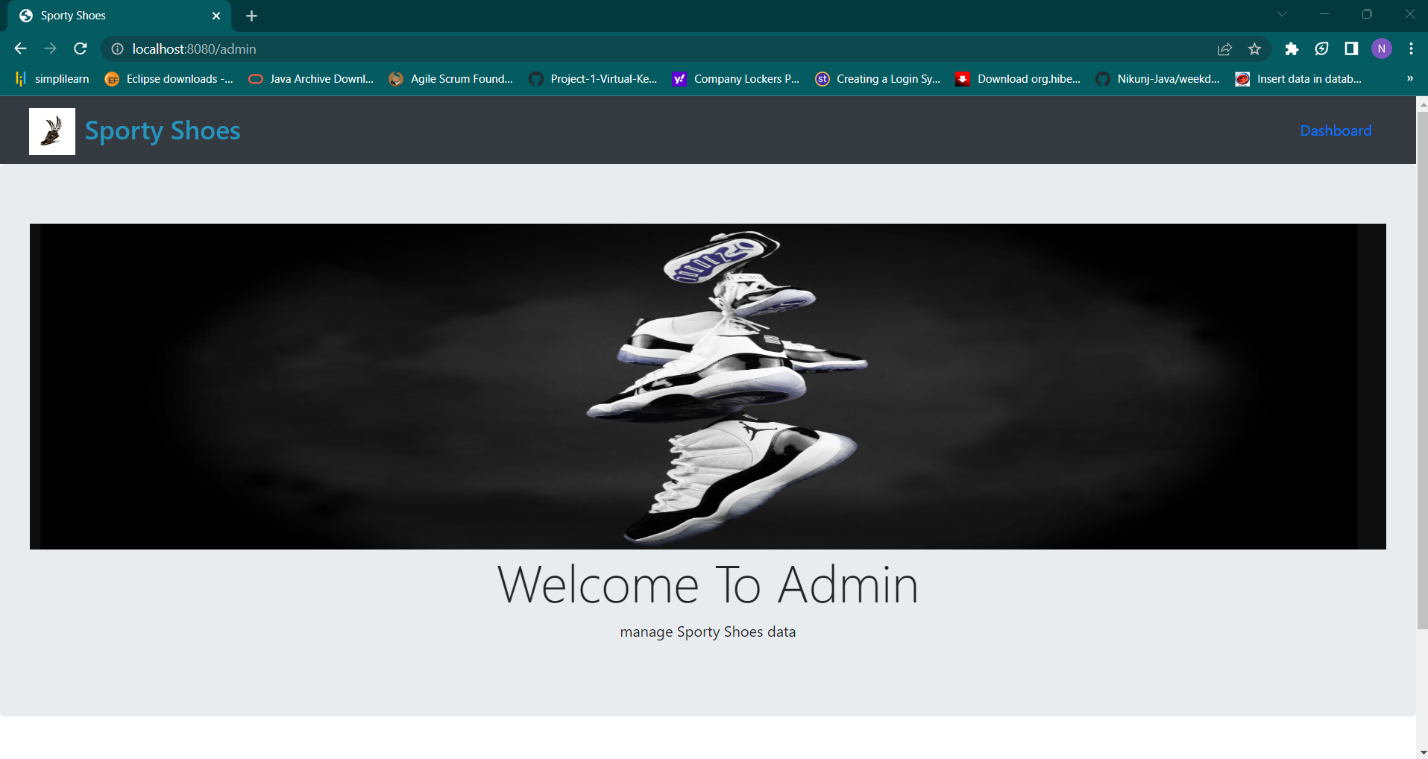 Sporty Shoes
localhost:8080/admin
N
simplilearn
Eclipse downloads -...
Java Archive Downl...
Agile Scrum Found...
Project-1-Virtual-Ke...
Company Lockers P...
Creating a Login Sy...
Download org.hibe...
Nikunj-Java/weekd...
Insert data in datab...
»
Sporty Shoes
Dashboard
Welcome To Admin
manage Sporty Shoes data